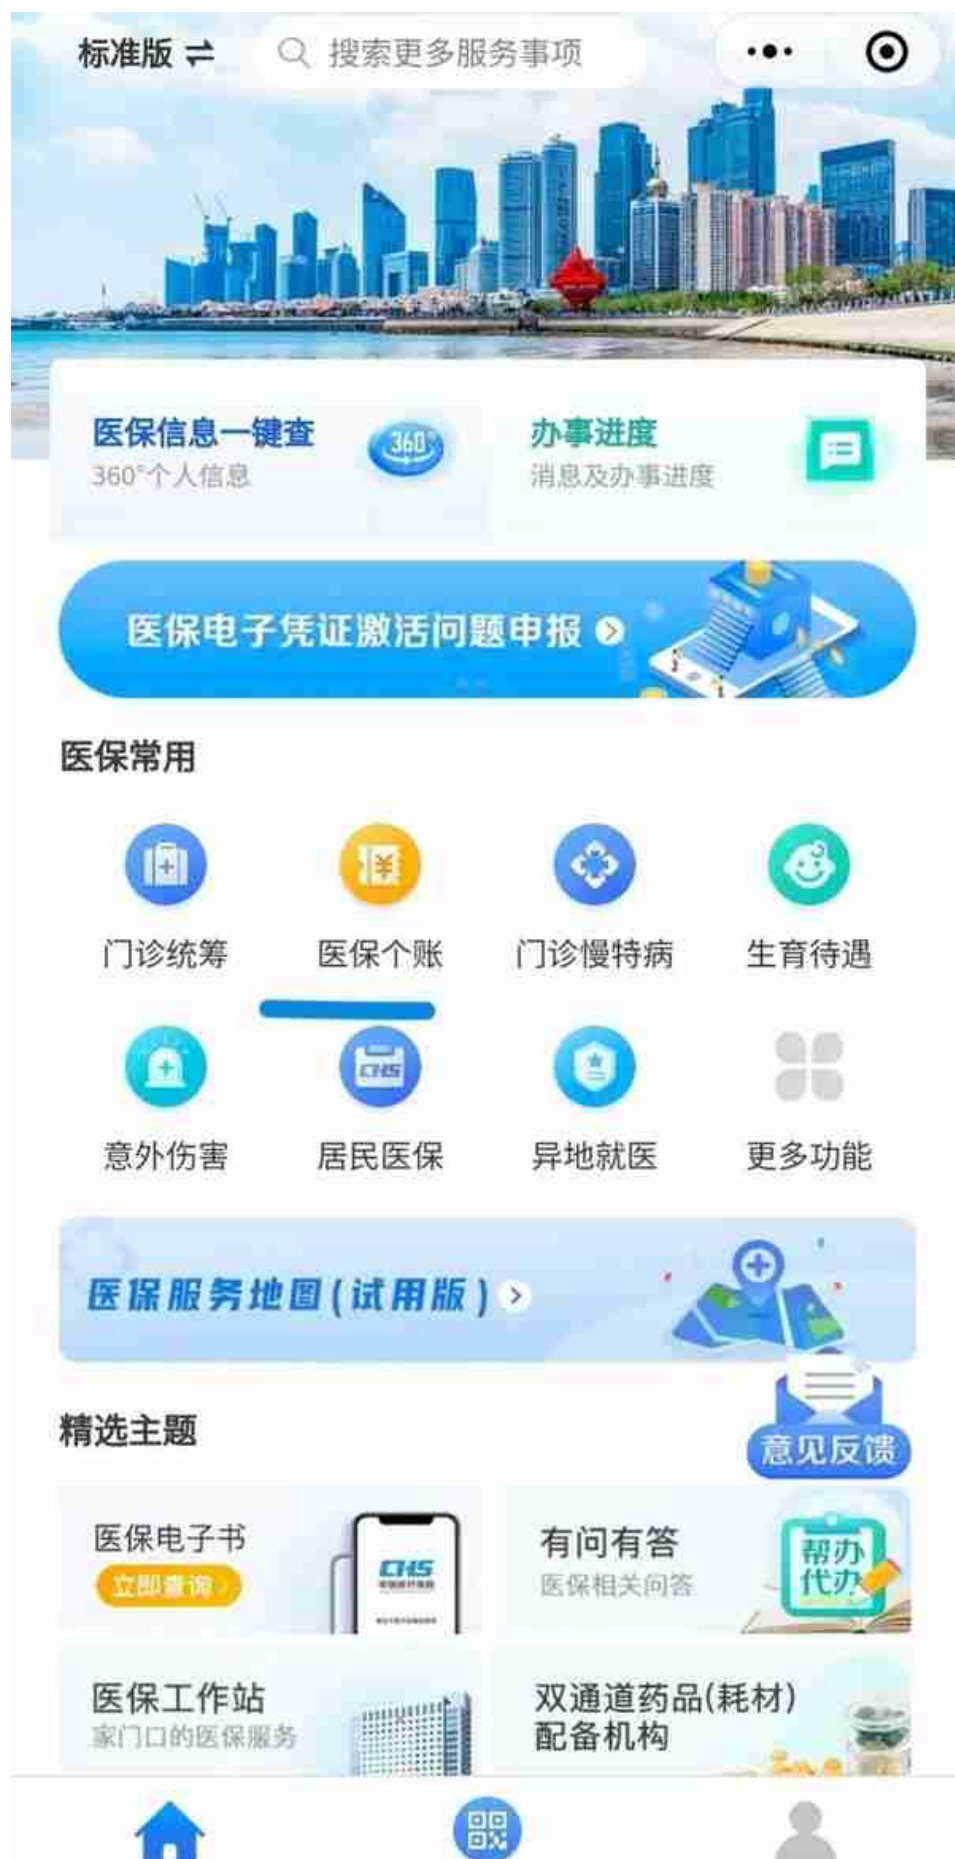 标准版
搜索更多服务事项
医保信息一键查
360°
360°个人信息
办事进度
消息及办事进度
医保电子凭证激活问题申报
医保常用
门诊统筹
医保个账
门诊慢特病
生育待遇
CHS
意外伤害
居民医保
异地就医
更多功能
医保服务地图(试用版)
精选主题
意见反馈
医保电子书
立即查询
CHS
有问有答
医保相关问答
帮办
代办
医保工作站
家门口的医保服务
双通道药品(耗材)
配备机构